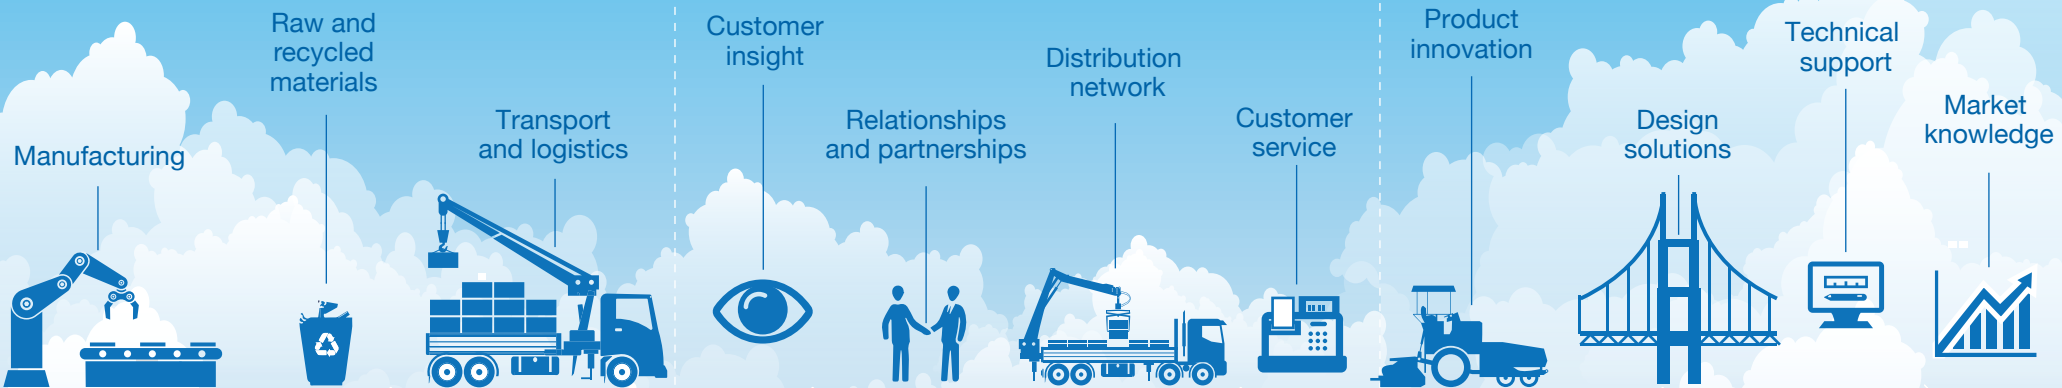 Manufacturing
Raw and
recycled
materials
Transport
and logistics
Customer
insight
Relationships
and partnerships
Distribution
network
Customer
service
Product
innovation
Design
solutions
Technical
support
Market
knowledge